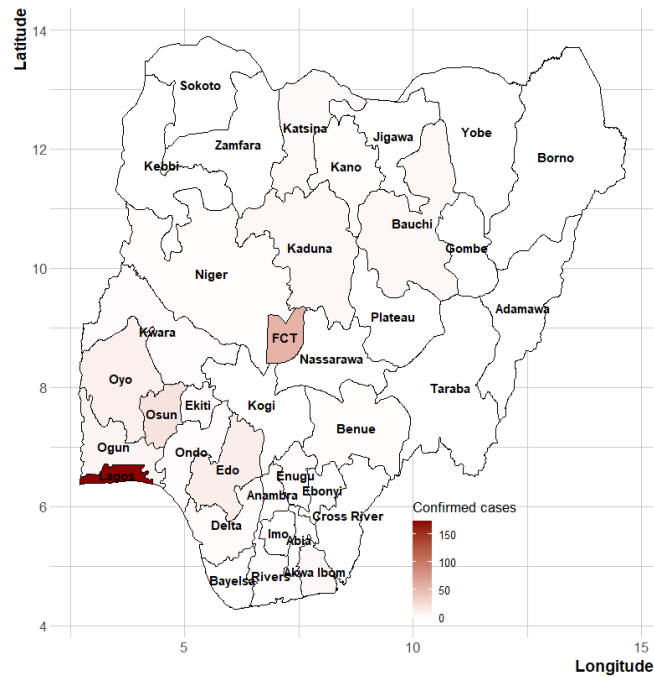 Latitude
14
12
10
8
6
4
Sokoto
Katsina
Jigawa
Yobe
Zamfara
Kebbi
Kano
Borno
Bauchi
Kaduna
Gombe
Niger
Adamawa
Plateau
Kwara
FCT
Nassarawa
Oyo
Taraba
Osun
Ekiti
Kogi
Benue
Ogun
Ondo
Edo
Lagos
Enugu
Anambra
Ebonyi
Delta
Cross River
Imo
Abia
Bayelsa
Rivers
Akwa Ibom
Confirmed cases
150
100
50
0
5
10
15
Longitude